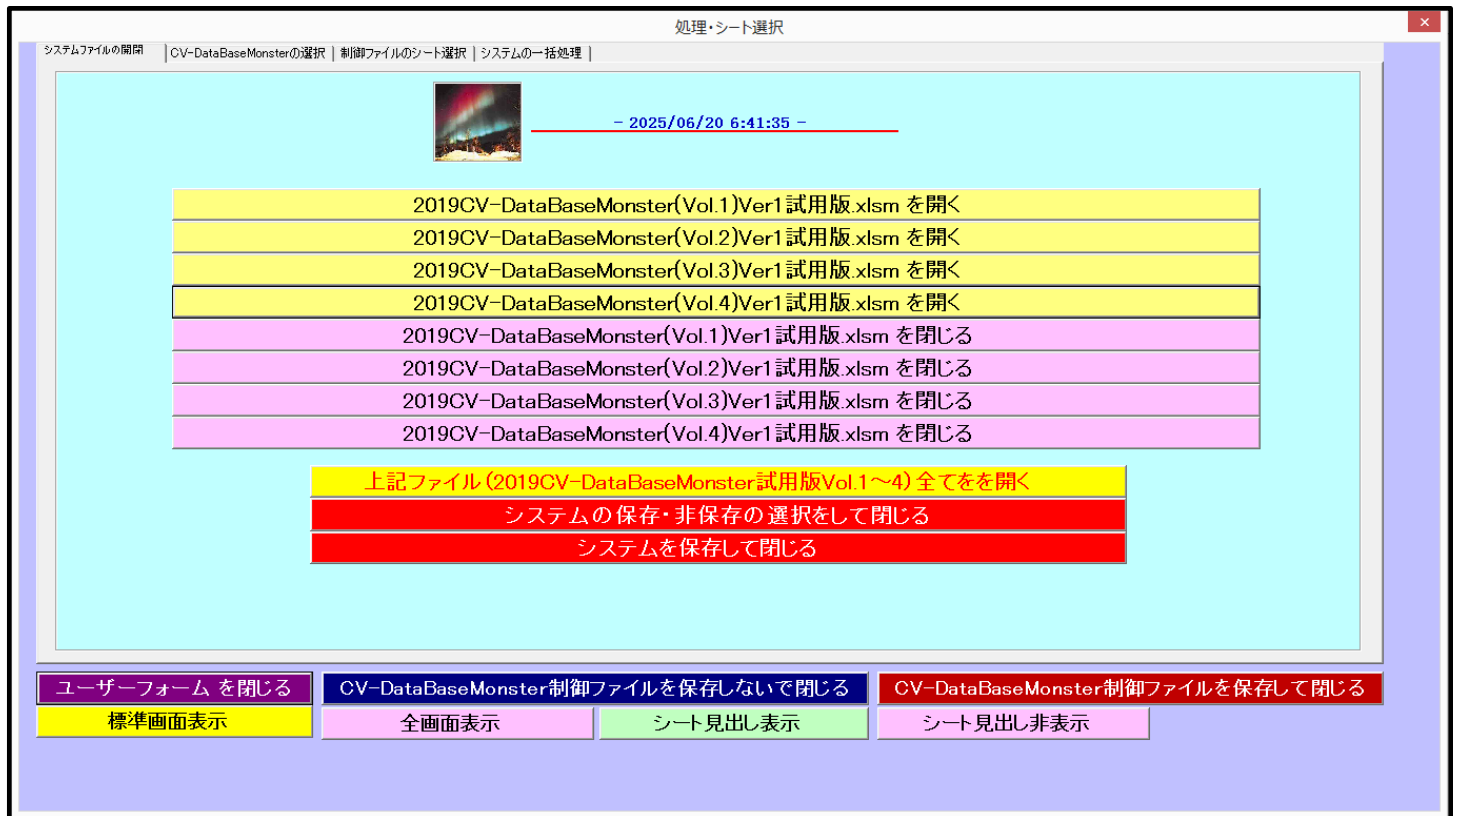 処理・シート選択
システムファイルの開閉 | CV-DataBaseMonsterの選択 | 制御ファイルのシート選択 | システムの一括処理 |
- 2025/06/20 6:41:35 -
2019CV-DataBaseMonster(Vol.1)Ver1試用版.xlsm を開く
2019CV-DataBaseMonster(Vol.2)Ver1試用版.xlsm を開く
2019CV-DataBaseMonster(Vol.3)Ver1試用版.xlsm を開く
2019CV-DataBaseMonster(Vol.4)Ver1試用版.xlsm を開く
2019CV-DataBaseMonster(Vol.1)Ver1試用版.xlsm を閉じる
2019CV-DataBaseMonster(Vol.2)Ver1試用版.xlsm を閉じる
2019CV-DataBaseMonster(Vol.3)Ver1試用版.xlsm を閉じる
2019CV-DataBaseMonster(Vol.4)Ver1試用版.xlsm を閉じる
上記ファイル(2019CV-DataBaseMonster試用版Vol.1～4)全てをを開く
システムの保存・非保存の選択をして閉じる
システムを保存して閉じる
ユーザーフォーム を閉じる CV-DataBaseMonster制御ファイルを保存しないで閉じる CV-DataBaseMonster制御ファイルを保存して閉じる
標準画面表示 全画面表示 シート見出し表示 シート見出し非表示